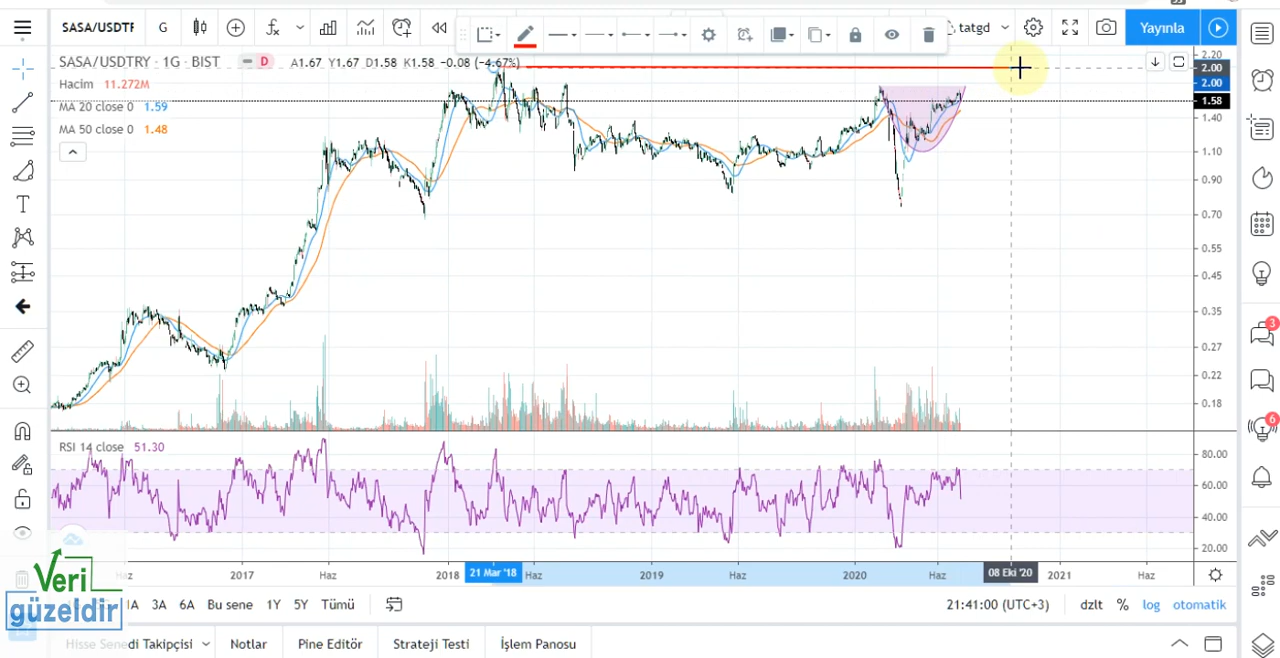 SASA/USDTF G tatgd Yayınla
SASA/USDTRY · 1G · BIST D A1.67 Y1.67 D1.58 K1.58 −0.08 (−4.67%)
Hacim 11.272M
MA 20 close 0 1.59
MA 50 close 0 1.48
2.20
2.00
2.00
1.58
1.40
1.10
0.90
0.70
0.55
0.45
0.35
0.27
0.22
0.18
RSI 14 close 51.30
80.00
60.00
40.00
20.00
3
6
Haz 2017 Haz 2018 21 Mar '18 Haz 2019 Haz 2020 Haz 08 Eki '20 2021 Haz
Veri
güzeldir
1A 3A 6A Bu sene 1Y 5Y Tümü 21:41:00 (UTC+3) dzlt % log otomatik
Hisse Senedi Takipçisi Notlar Pine Editör Strateji Testi İşlem Panosu